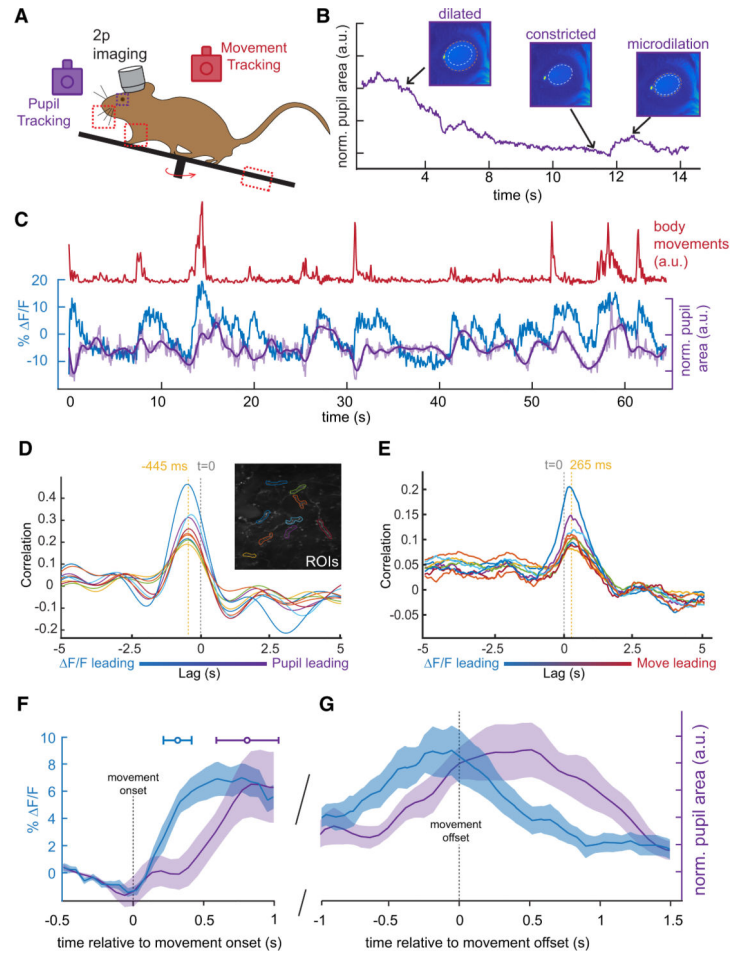 A
2p
imaging
Movement
Tracking
Pupil
Tracking
B
dilated
constricted
microdilation
norm. pupil area (a.u.)
4
6
8
10
12
14
time (s)
C
body
movements
(a.u.)
20
10
0
-10
% ΔF/F
norm. pupil
area (a.u.)
0
10
20
30
40
50
60
time (s)
D
-445 ms
t=0
0.4
0.3
0.2
0.1
0
-0.1
-0.2
Correlation
ROIs
-5
-2.5
0
2.5
5
ΔF/F leading
Pupil leading
Lag (s)
E
t=0
265 ms
0.2
0.15
0.1
0.05
0
-0.05
Correlation
-5
-2.5
0
2.5
5
ΔF/F leading
Move leading
Lag (s)
F
10
8
6
4
2
0
% ΔF/F
movement
onset
-0.5
0
0.5
1
time relative to movement onset (s)
G
movement
offset
norm. pupil area (a.u.)
-1
-0.5
0
0.5
1
1.5
time relative to movement offset (s)